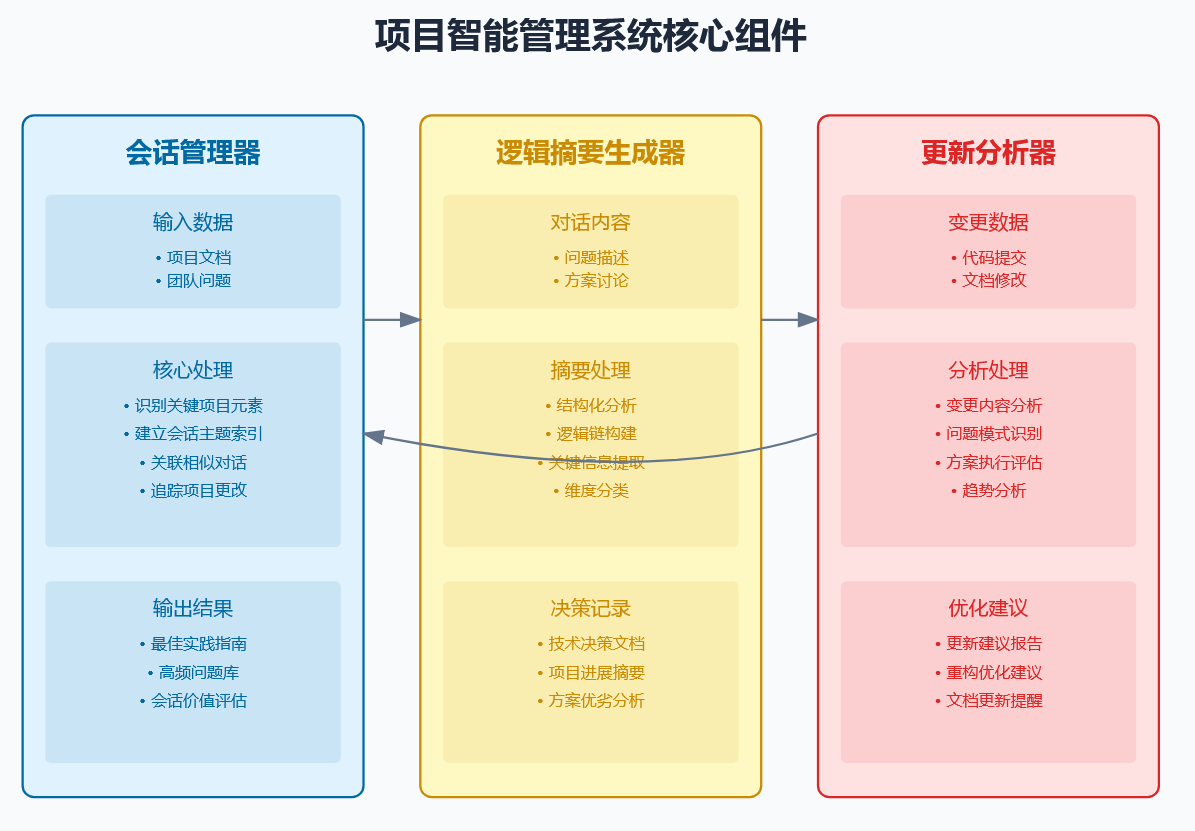 项目智能管理系统核心组件
会话管理器
输入数据
• 项目文档
• 团队问题
核心处理
• 识别关键项目元素
• 建立会话主题索引
• 关联相似对话
• 追踪项目更改
输出结果
• 最佳实践指南
• 高频问题库
• 会话价值评估
逻辑摘要生成器
对话内容
• 问题描述
• 方案讨论
摘要处理
• 结构化分析
• 逻辑链构建
• 关键信息提取
• 维度分类
决策记录
• 技术决策文档
• 项目进展摘要
• 方案优劣分析
更新分析器
变更数据
• 代码提交
• 文档修改
分析处理
• 变更内容分析
• 问题模式识别
• 方案执行评估
• 趋势分析
优化建议
• 更新建议报告
• 重构优化建议
• 文档更新提醒